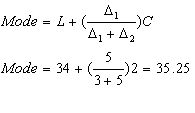 Mode = L + (Δ₁ / (Δ₁ + Δ₂))C
Mode = 34 + (5 / (3 + 5))2 = 35.25